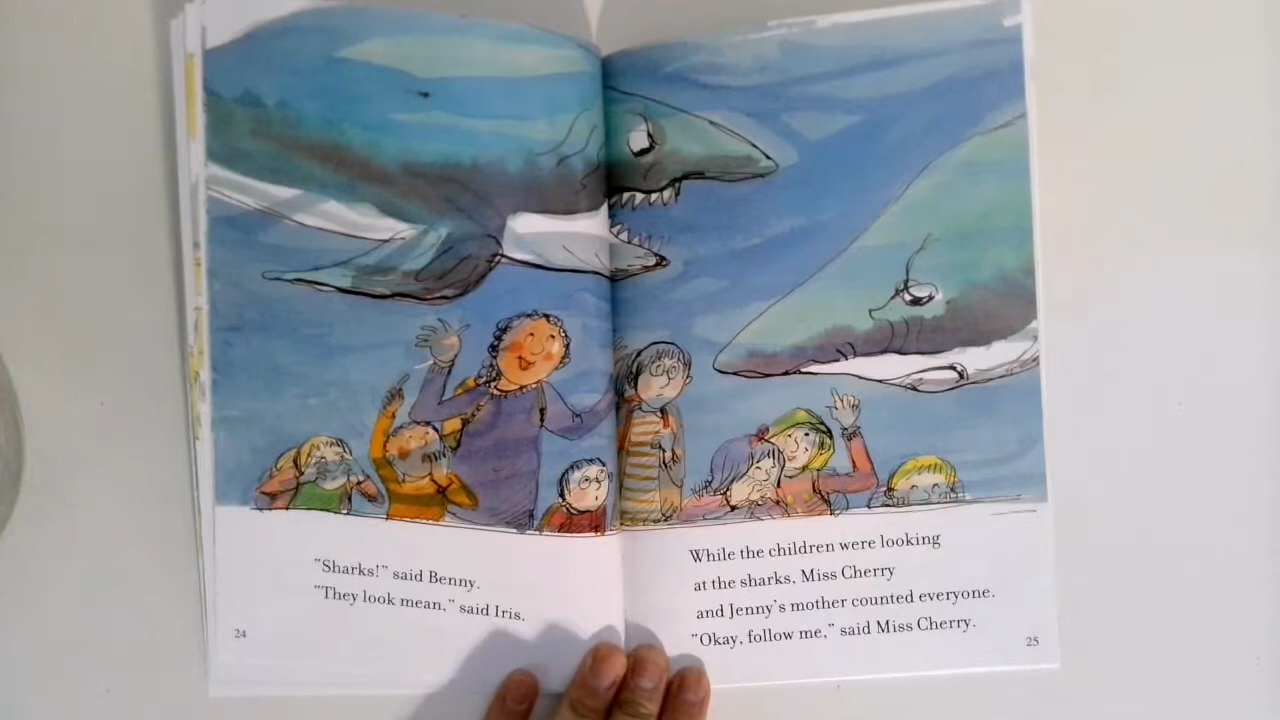 "Sharks!" said Benny.
"They look mean," said Iris.
24
While the children were looking
at the sharks, Miss Cherry
and Jenny's mother counted everyone.
"Okay, follow me," said Miss Cherry.
25